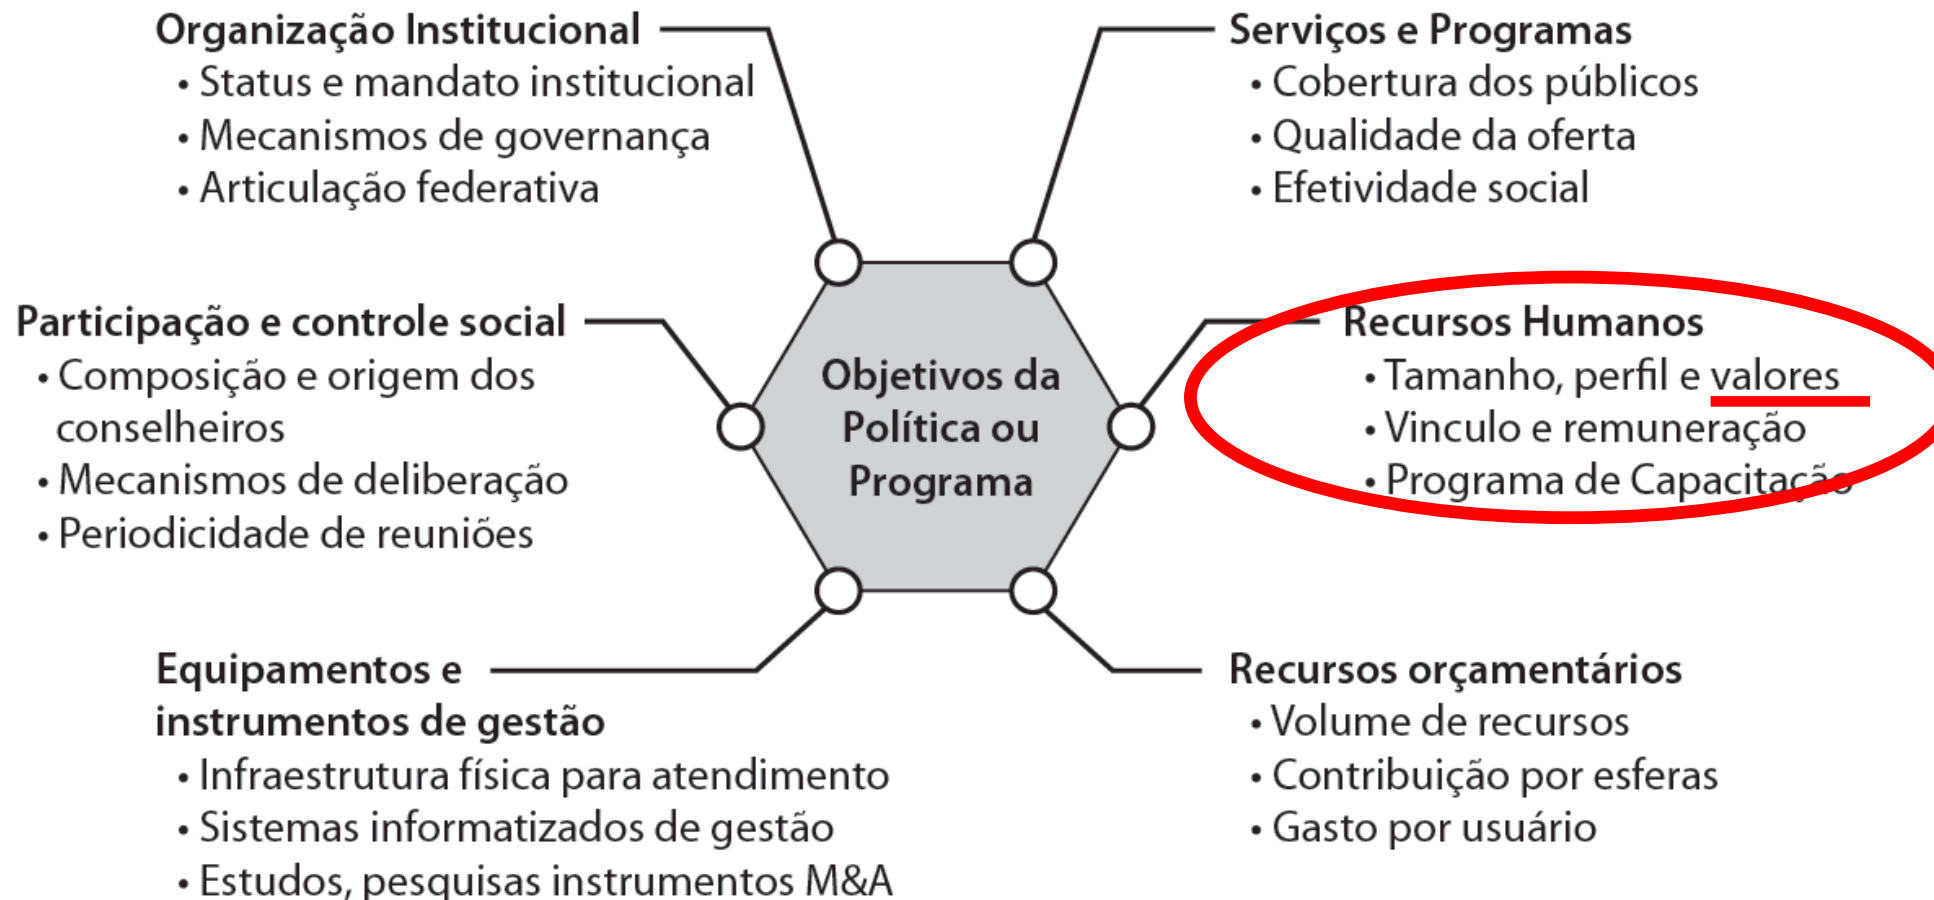 Organização Institucional
• Status e mandato institucional
• Mecanismos de governança
• Articulação federativa
Serviços e Programas
• Cobertura dos públicos
• Qualidade da oferta
• Efetividade social
Participação e controle social
• Composição e origem dos
conselheiros
• Mecanismos de deliberação
• Periodicidade de reuniões
Objetivos da
Política ou
Programa
Recursos Humanos
• Tamanho, perfil e valores
• Vinculo e remuneração
• Programa de Capacitação
Equipamentos e
instrumentos de gestão
• Infraestrutura física para atendimento
• Sistemas informatizados de gestão
• Estudos, pesquisas instrumentos M&A
Recursos orçamentários
• Volume de recursos
• Contribuição por esferas
• Gasto por usuário